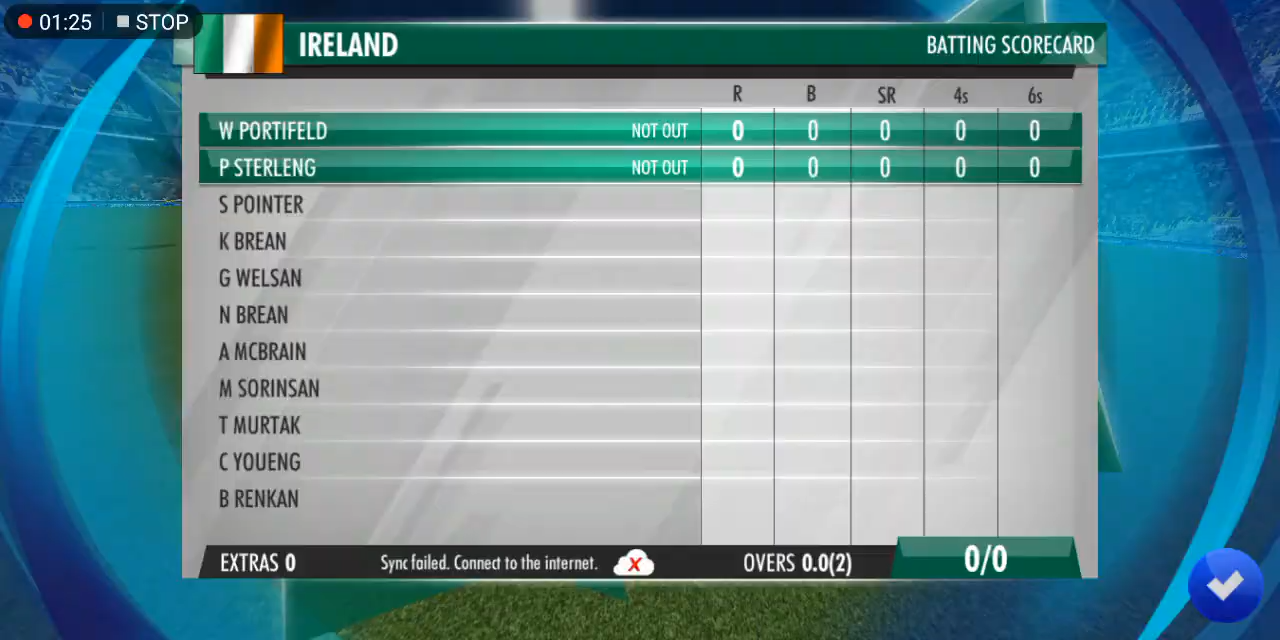 01:25 STOP
IRELAND BATTING SCORECARD
R B SR 4s 6s
W PORTIFELD NOT OUT 0 0 0 0 0
P STERLENG NOT OUT 0 0 0 0 0
S POINTER
K BREAN
G WELSAN
N BREAN
A MCBRAIN
M SORINSAN
T MURTAK
C YOUENG
B RENKAN
EXTRAS 0 Sync failed. Connect to the internet. X OVERS 0.0(2) 0/0